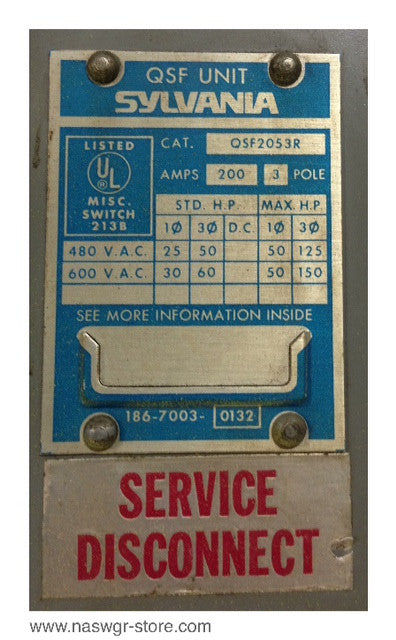 QSF UNIT
SYLVANIA
LISTED
UL
®
MISC.
SWITCH
213B
CAT. QSF2053R
AMPS 200 3 POLE
STD. H.P. MAX. H.P.
1Ø 3Ø D.C 1Ø 3Ø
480 V.A.C. 25 50 50 125
600 V.A.C. 30 60 50 150
SEE MORE INFORMATION INSIDE
186-7003- 0132
SERVICE
DISCONNECT
www.naswgr-store.com